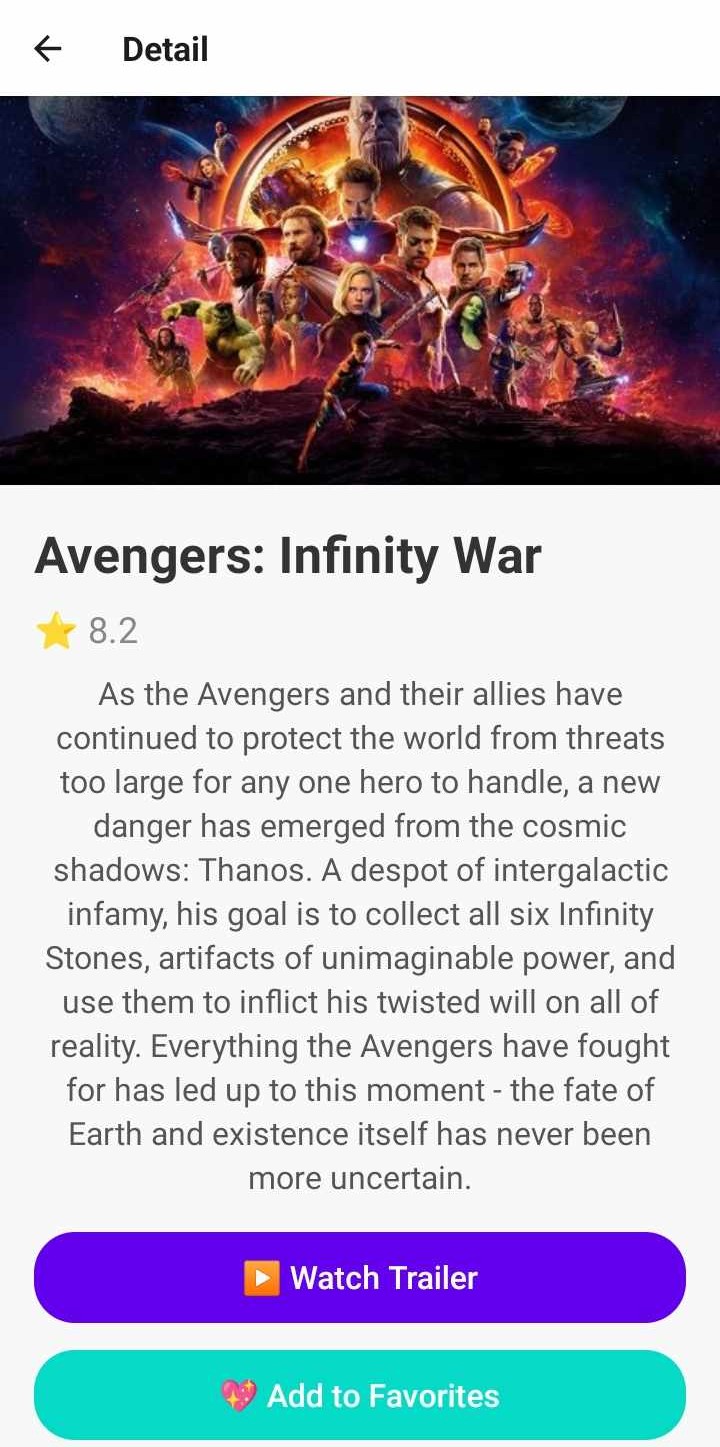 Detail
Avengers: Infinity War
⭐ 8.2
As the Avengers and their allies have
continued to protect the world from threats
too large for any one hero to handle, a new
danger has emerged from the cosmic
shadows: Thanos. A despot of intergalactic
infamy, his goal is to collect all six Infinity
Stones, artifacts of unimaginable power, and
use them to inflict his twisted will on all of
reality. Everything the Avengers have fought
for has led up to this moment - the fate of
Earth and existence itself has never been
more uncertain.
▶️ Watch Trailer
💖 Add to Favorites